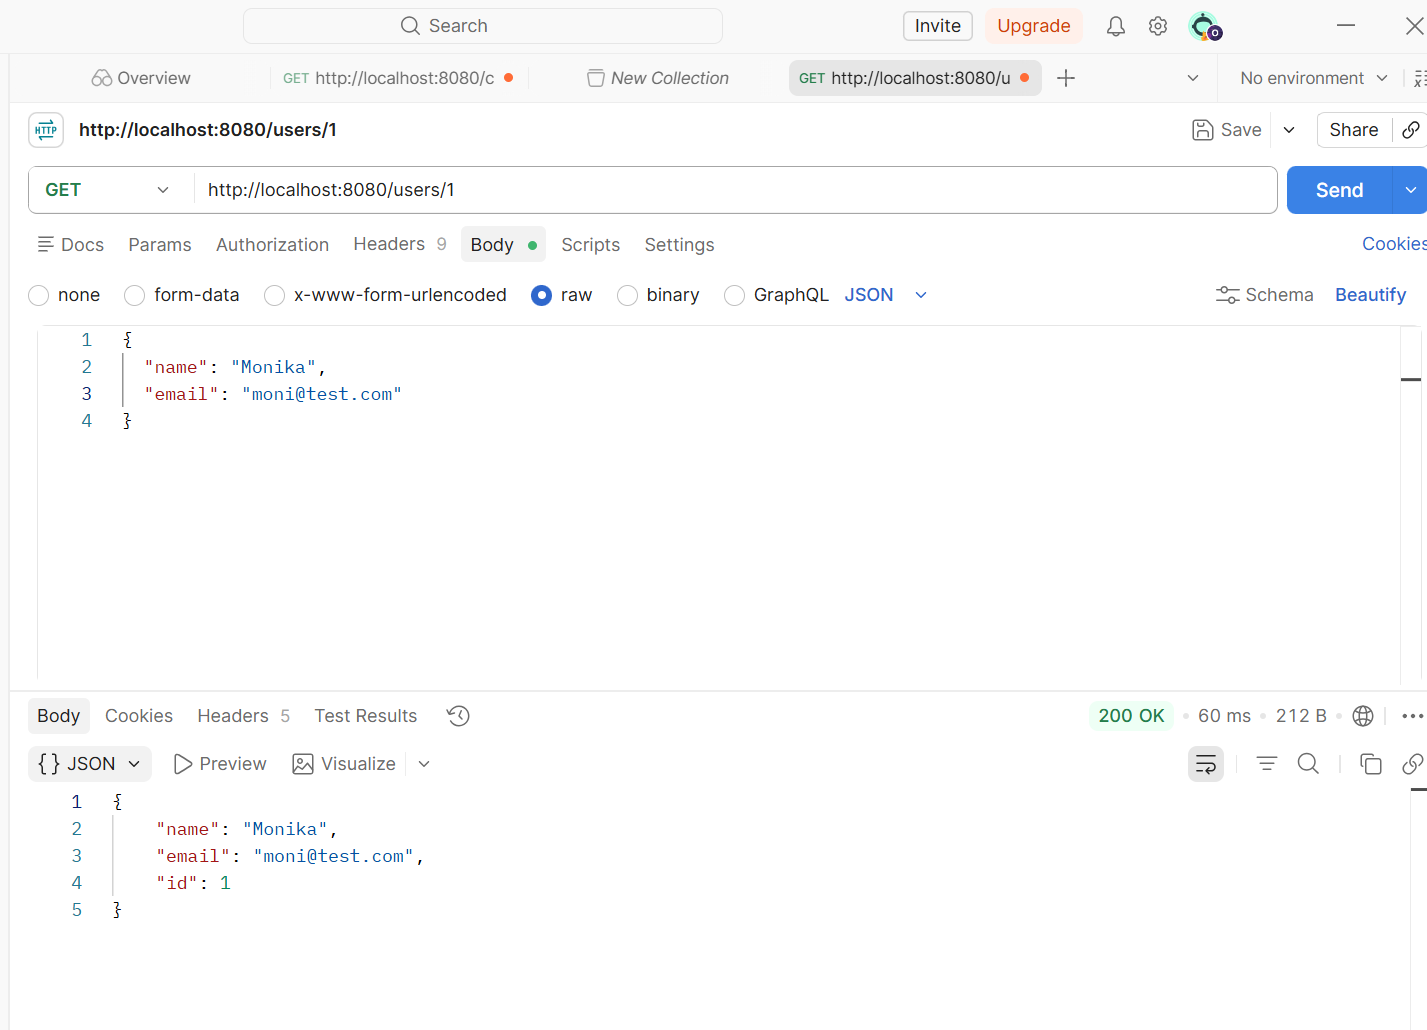 Search
Invite
Upgrade
Overview
GET http://localhost:8080/c
New Collection
GET http://localhost:8080/u
No environment
HTTP
http://localhost:8080/users/1
Save
Share
GET
http://localhost:8080/users/1
Send
Docs
Params
Authorization
Headers 9
Body
Scripts
Settings
Cookies
none
form-data
x-www-form-urlencoded
raw
binary
GraphQL
JSON
Schema
Beautify
1 {
2 "name": "Monika",
3 "email": "moni@test.com"
4 }
Body
Cookies
Headers 5
Test Results
200 OK
60 ms
212 B
{} JSON
Preview
Visualize
1 {
2 "name": "Monika",
3 "email": "moni@test.com",
4 "id": 1
5 }